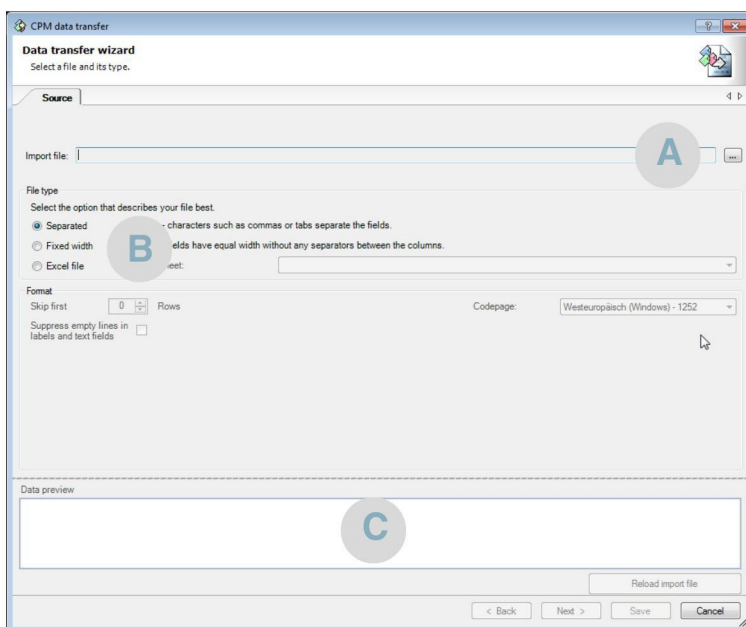 CPM data transfer
Data transfer wizard
Select a file and its type.
Source
Import file:
A
...
File type
Select the option that describes your file best.
Separated - characters such as commas or tabs separate the fields.
Fixed width elds have equal width without any separators between the columns.
B
Excel file eet:
Format
Skip first 0 Rows Codepage: Westeuropäisch (Windows) - 1252
Suppress empty lines in
labels and text fields
Data preview
C
Reload import file
< Back Next > Save Cancel